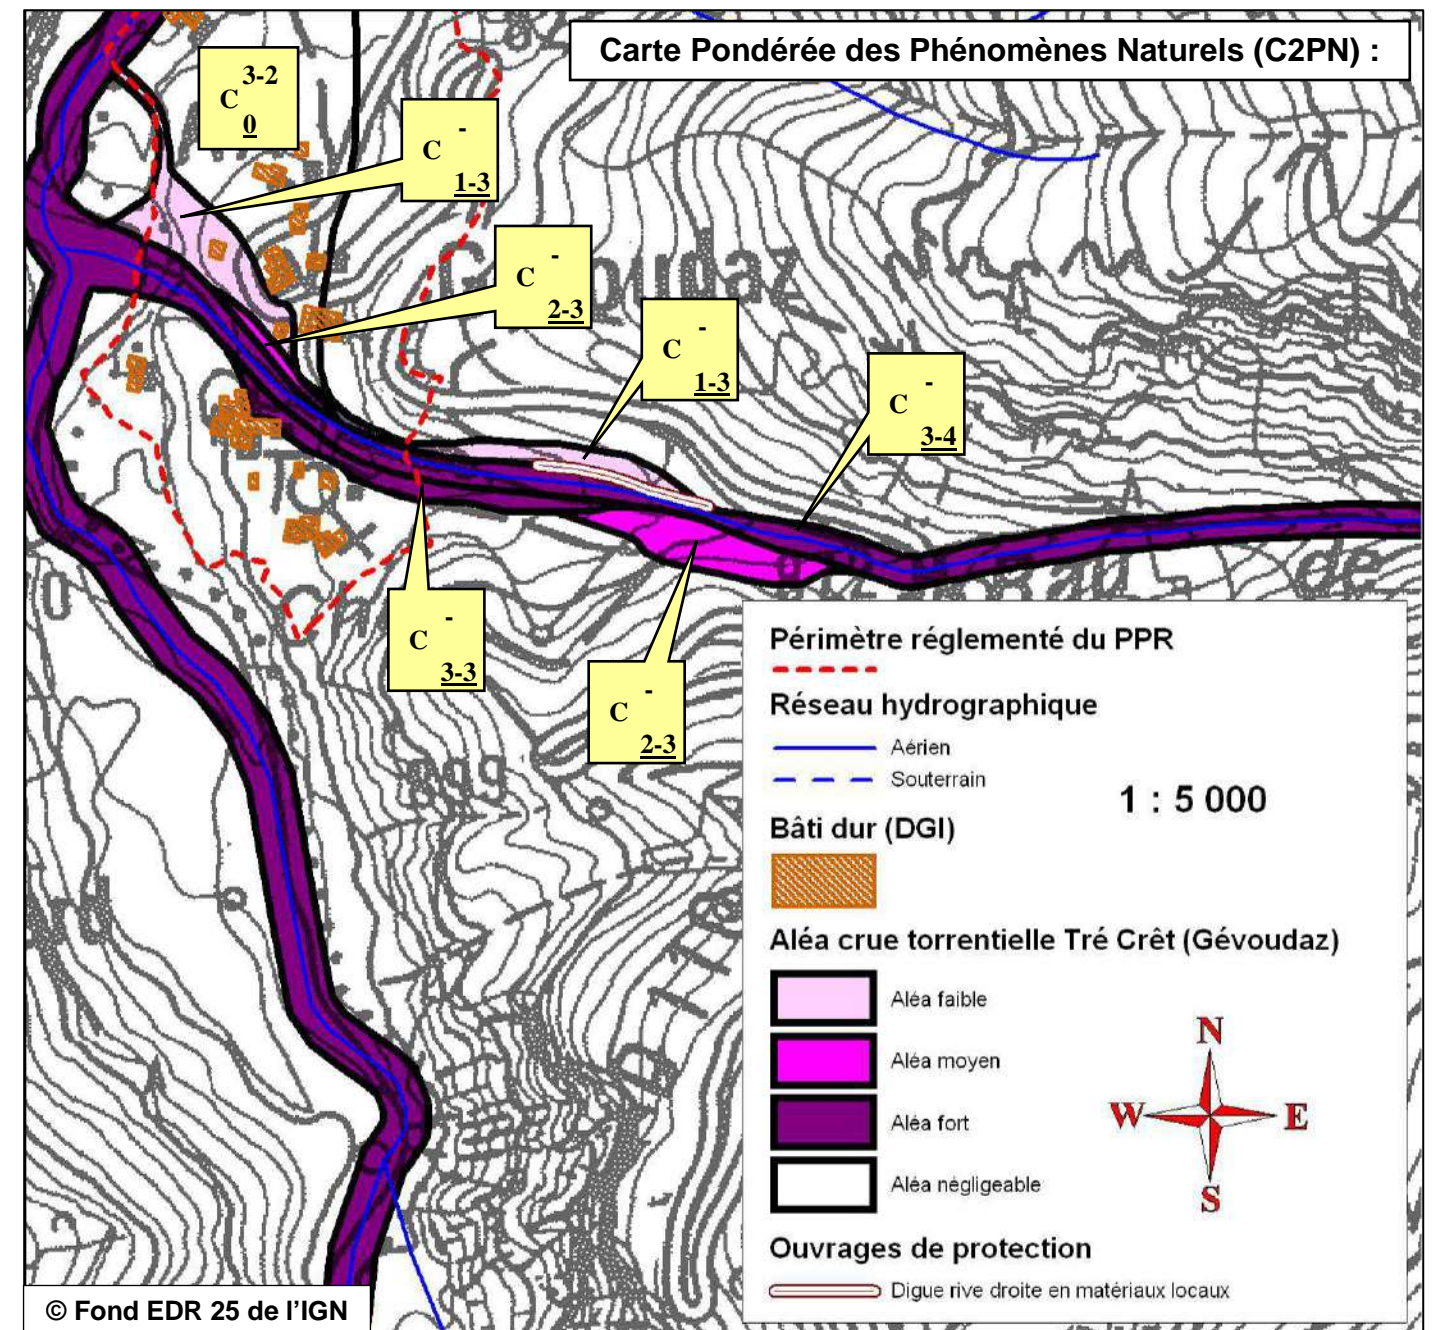 Carte Pondérée des Phénomènes Naturels (C2PN) :
3-2
C
0
-
C
1-3
-
C
2-3
-
C
1-3
-
C
3-4
-
C
3-3
-
C
2-3
Périmètre réglementé du PPR
Réseau hydrographique
Aérien
Souterrain
1 : 5 000
Bâti dur (DGI)
Aléa crue torrentielle Tré Crêt (Gévoudaz)
Aléa faible
Aléa moyen
Aléa fort
Aléa négligeable
N
W
E
S
Ouvrages de protection
Digue rive droite en matériaux locaux
© Fond EDR 25 de l'IGN